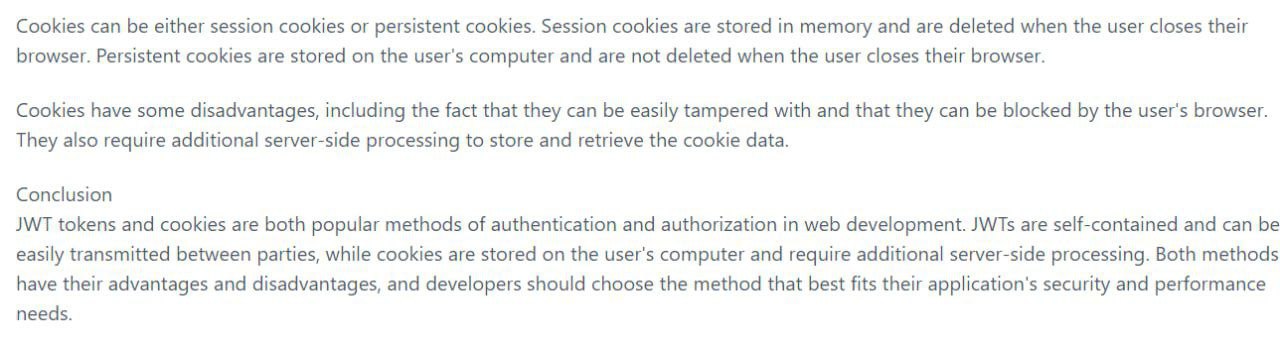 Cookies can be either session cookies or persistent cookies. Session cookies are stored in memory and are deleted when the user closes their
browser. Persistent cookies are stored on the user's computer and are not deleted when the user closes their browser.
Cookies have some disadvantages, including the fact that they can be easily tampered with and that they can be blocked by the user's browser.
They also require additional server-side processing to store and retrieve the cookie data.
Conclusion
JWT tokens and cookies are both popular methods of authentication and authorization in web development. JWTs are self-contained and can be
easily transmitted between parties, while cookies are stored on the user's computer and require additional server-side processing. Both methods
have their advantages and disadvantages, and developers should choose the method that best fits their application's security and performance
needs.